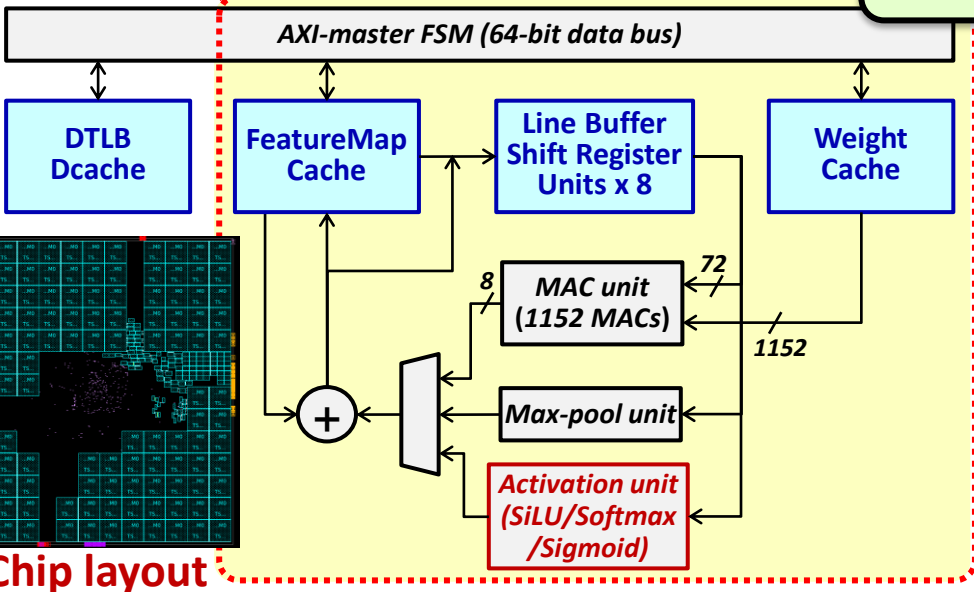 AXI-master FSM (64-bit data bus)
DTLB
Dcache
FeatureMap
Cache
Line Buffer
Shift Register
Units x 8
Weight
Cache
8
MAC unit
(1152 MACs)
72
1152
+
Max-pool unit
Activation unit
(SiLU/Softmax
/Sigmoid)
Chip layout